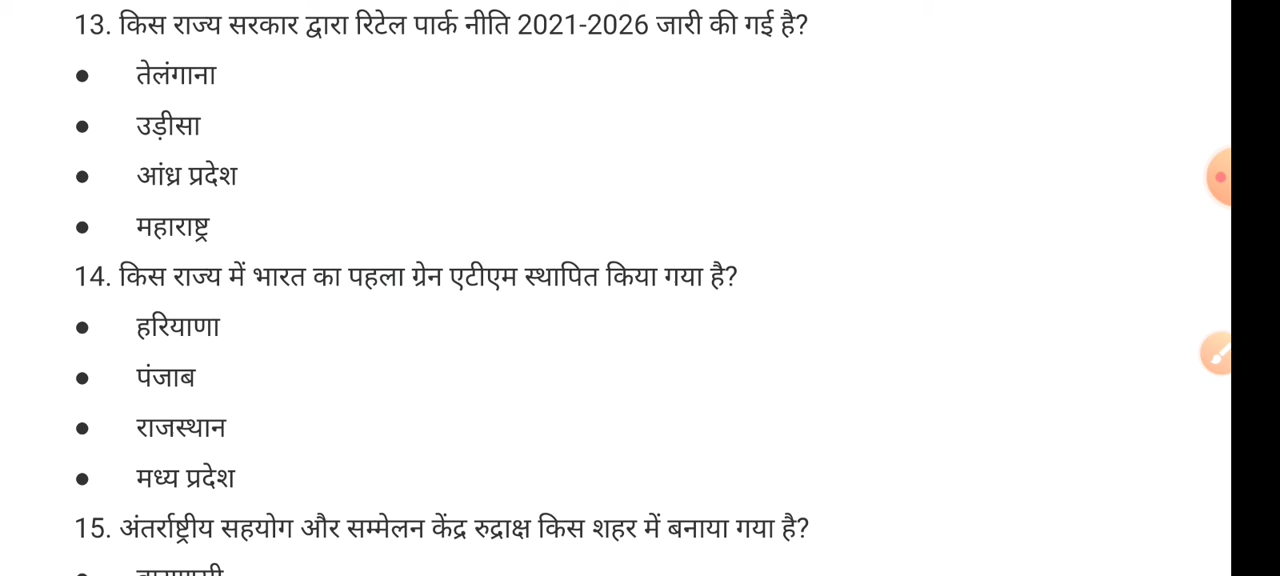 13. किस राज्य सरकार द्वारा रिटेल पार्क नीति 2021-2026 जारी की गई है?
● तेलंगाना
● उड़ीसा
● आंध्र प्रदेश
● महाराष्ट्र
14. किस राज्य में भारत का पहला ग्रेन एटीएम स्थापित किया गया है?
● हरियाणा
● पंजाब
● राजस्थान
● मध्य प्रदेश
15. अंतर्राष्ट्रीय सहयोग और सम्मेलन केंद्र रुद्राक्ष किस शहर में बनाया गया है?